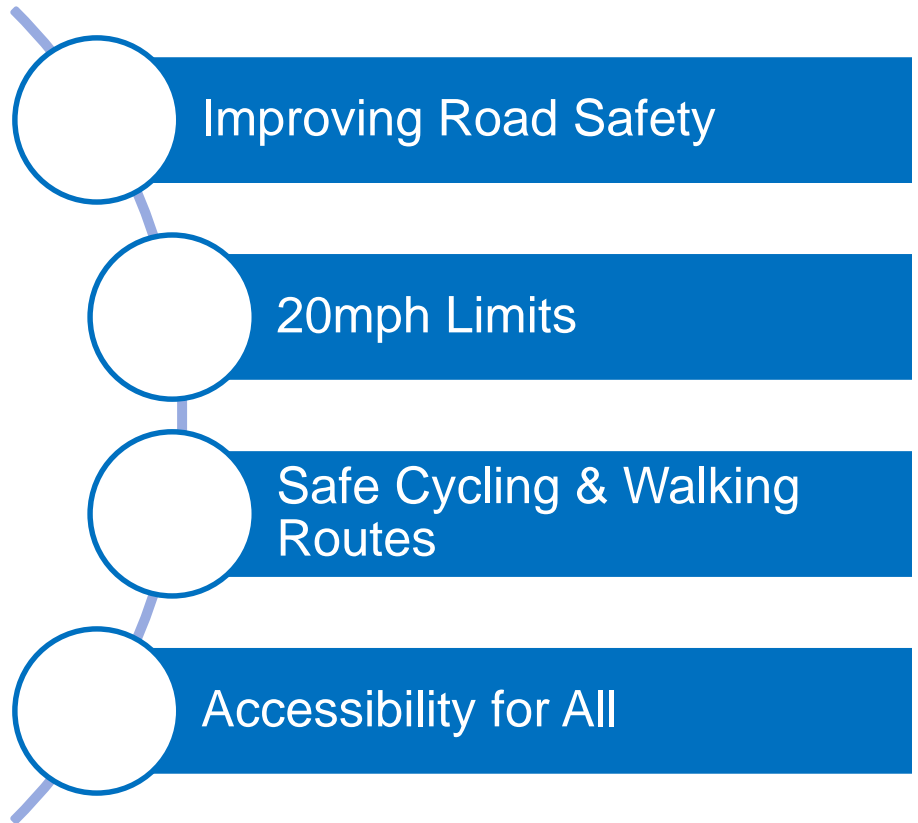 Improving Road Safety
20mph Limits
Safe Cycling & Walking
Routes
Accessibility for All